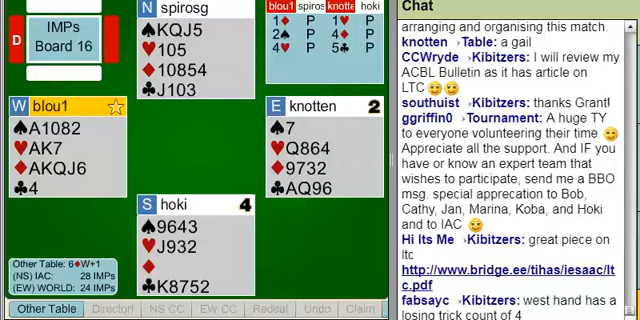 D
IMPs
Board 16
N spirosg
♠KQJ5
♥105
♦10854
♣J103
blou1 spiros knotte hoki
1♦ P 1♥ P
2♠ P 4♦ P
4♥ P 5♣ P
W blou1
♠A1082
♥AK7
♦AKQJ6
♣4
E knotten 2
♠7
♥Q864
♦9732
♣AQ96
S hoki 4
♠9643
♥J932
♦
♣K8752
Other Table: 6♦W+1
(NS) IAC: 28 IMPs
(EW) WORLD: 24 IMPs
Other Table Director! NS CC EW CC Redeal Undo Claim
Chat
arranging and organising this match.
knotten ›Table: a gail
CCWryde ›Kibitzers: I will review my
ACBL Bulletin as it has article on
LTC
southuist ›Kibitzers: thanks Grant!
ggriffin0 ›Tournament: A huge TY
to everyone volunteering their time
Appreciate all the support. And IF you
have or know an expert team that
wishes to participate, send me a BBO
msg. special apprecation to Bob,
Cathy, Jan, Marina, Koba, and Hoki
and to IAC
Hi Its Me ›Kibitzers: great piece on
ltc
http://www.bridge.ee/tihas/iesaac/lt
c.pdf
fabsayc ›Kibitzers: west hand has a
losing trick count of 4